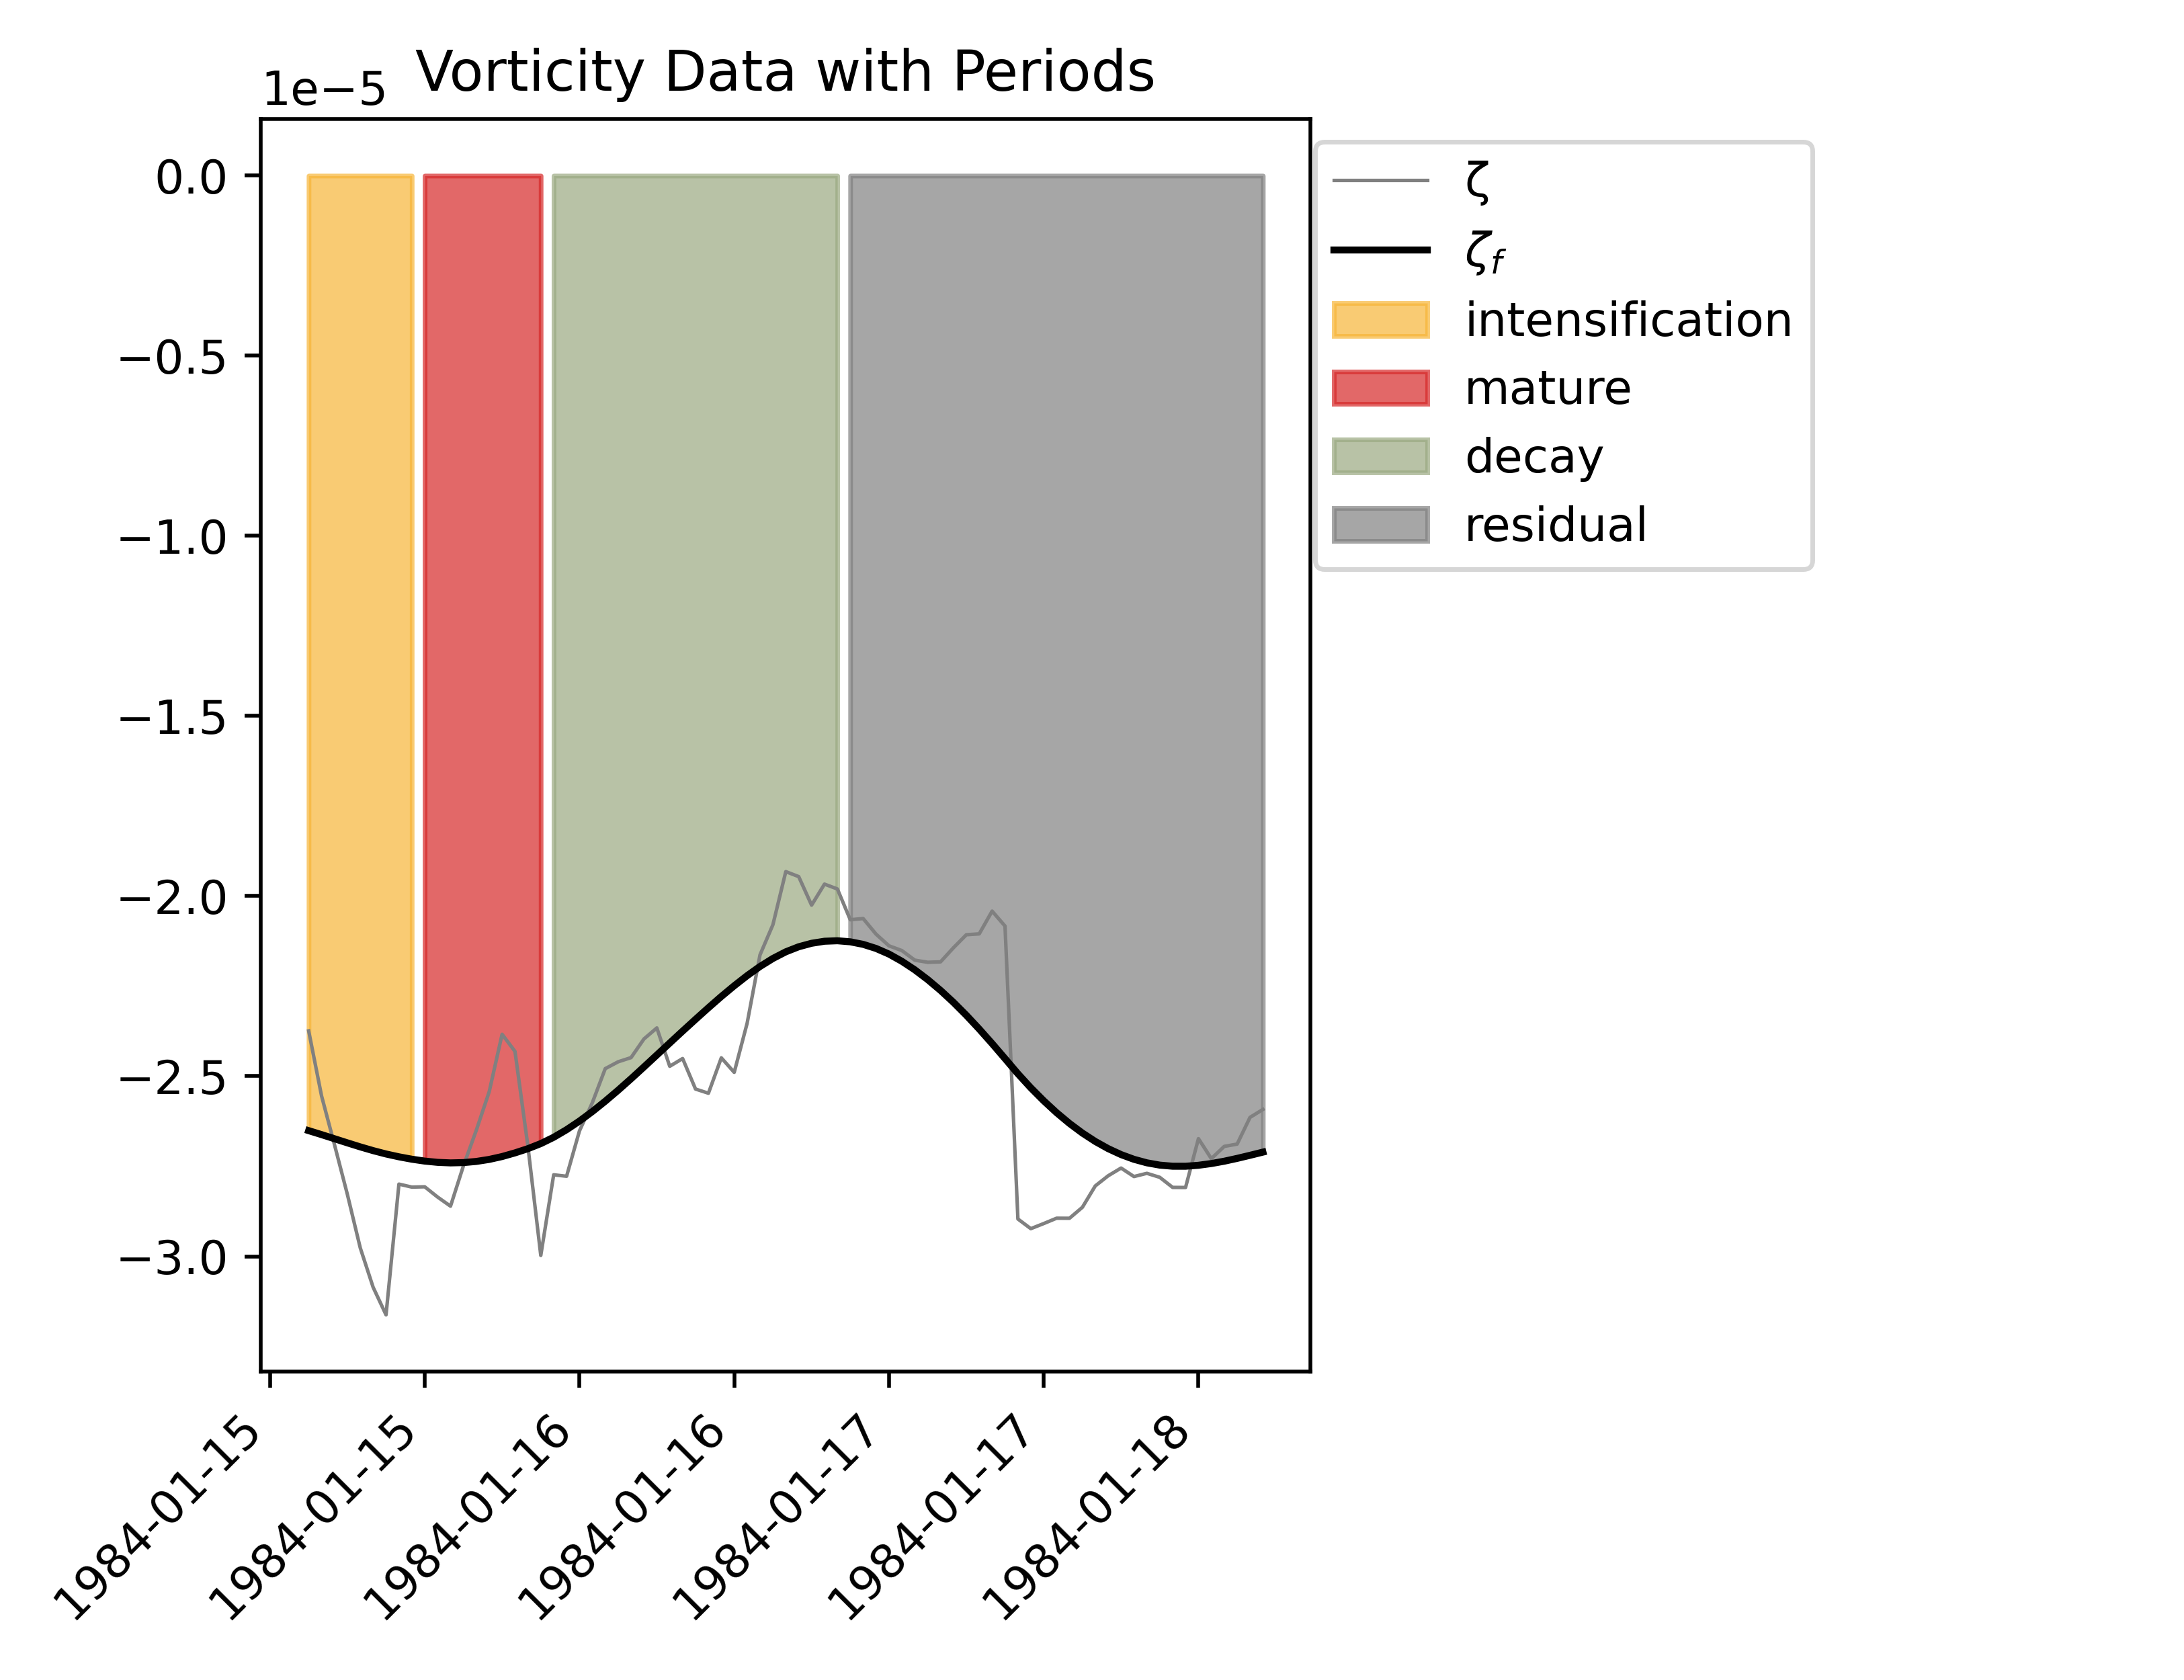 Vorticity Data with Periods
1e−5
0.0
−0.5
−1.0
−1.5
−2.0
−2.5
−3.0
1984-01-15
1984-01-15
1984-01-16
1984-01-16
1984-01-17
1984-01-17
1984-01-18
ζ
ζf
intensification
mature
decay
residual